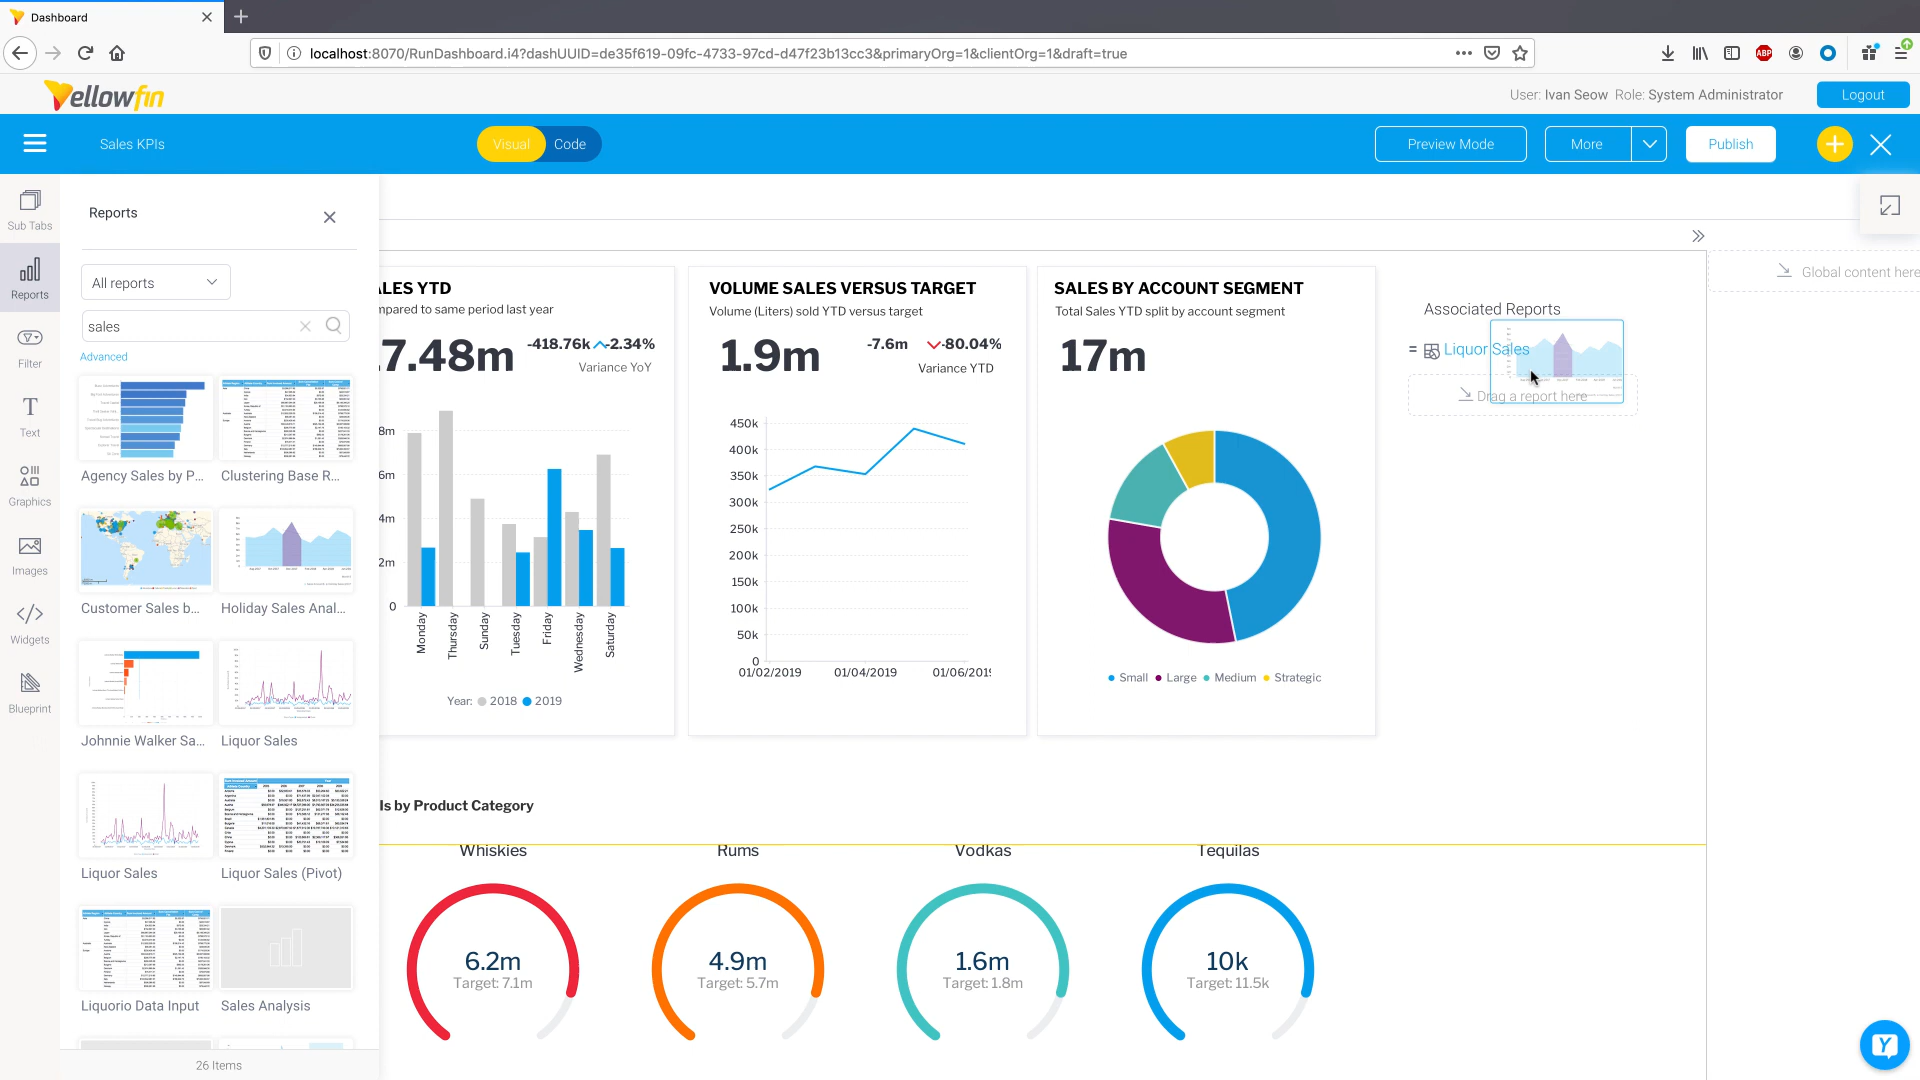 Dashboard
localhost:8070/RunDashboard.i4?dashUUID=de35f619-09fc-4733-97cd-d47f23b13cc3&primaryOrg=1&clientOrg=1&draft=true
ABP
Yellowfin
User: Ivan Seow Role: System Administrator
Logout
Sales KPIs
Visual
Code
Preview Mode
More
Publish
Sub Tabs
Reports
Filter
Text
Graphics
Images
Widgets
Blueprint
Reports
All reports
sales
Advanced
Agency Sales by P...
Clustering Base R...
Customer Sales b...
Holiday Sales Anal...
Johnnie Walker Sa...
Liquor Sales
Liquor Sales
Liquor Sales (Pivot)
Liquorio Data Input
Sales Analysis
26 Items
LES YTD
mpared to same period last year
7.48m
-418.76k
-2.34%
Variance YoY
8m
6m
4m
2m
0
Monday
Thursday
Sunday
Tuesday
Friday
Wednesday
Saturday
Year: 2018 2019
VOLUME SALES VERSUS TARGET
Volume (Liters) sold YTD versus target
1.9m
-7.6m
-80.04%
Variance YTD
450k
400k
350k
300k
250k
200k
150k
100k
50k
0
01/02/2019
01/04/2019
01/06/2019
SALES BY ACCOUNT SEGMENT
Total Sales YTD split by account segment
17m
Small Large Medium Strategic
Associated Reports
Liquor Sales
Drag a report here
Global content here
ls by Product Category
Whiskies
6.2m
Target: 7.1m
Rums
4.9m
Target: 5.7m
Vodkas
1.6m
Target: 1.8m
Tequilas
10k
Target: 11.5k